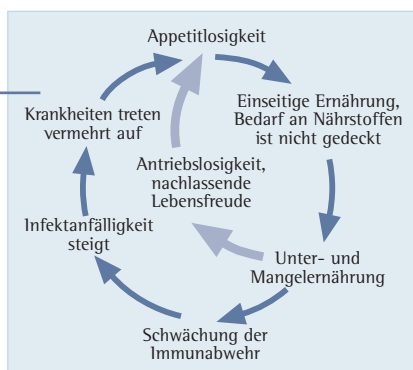 Appetitlosigkeit
Einseitige Ernährung,
Bedarf an Nährstoffen
ist nicht gedeckt
Unter- und
Mangelernährung
Schwächung der
Immunabwehr
Infektanfälligkeit
steigt
Krankheiten treten
vermehrt auf
Antriebslosigkeit,
nachlassende
Lebensfreude